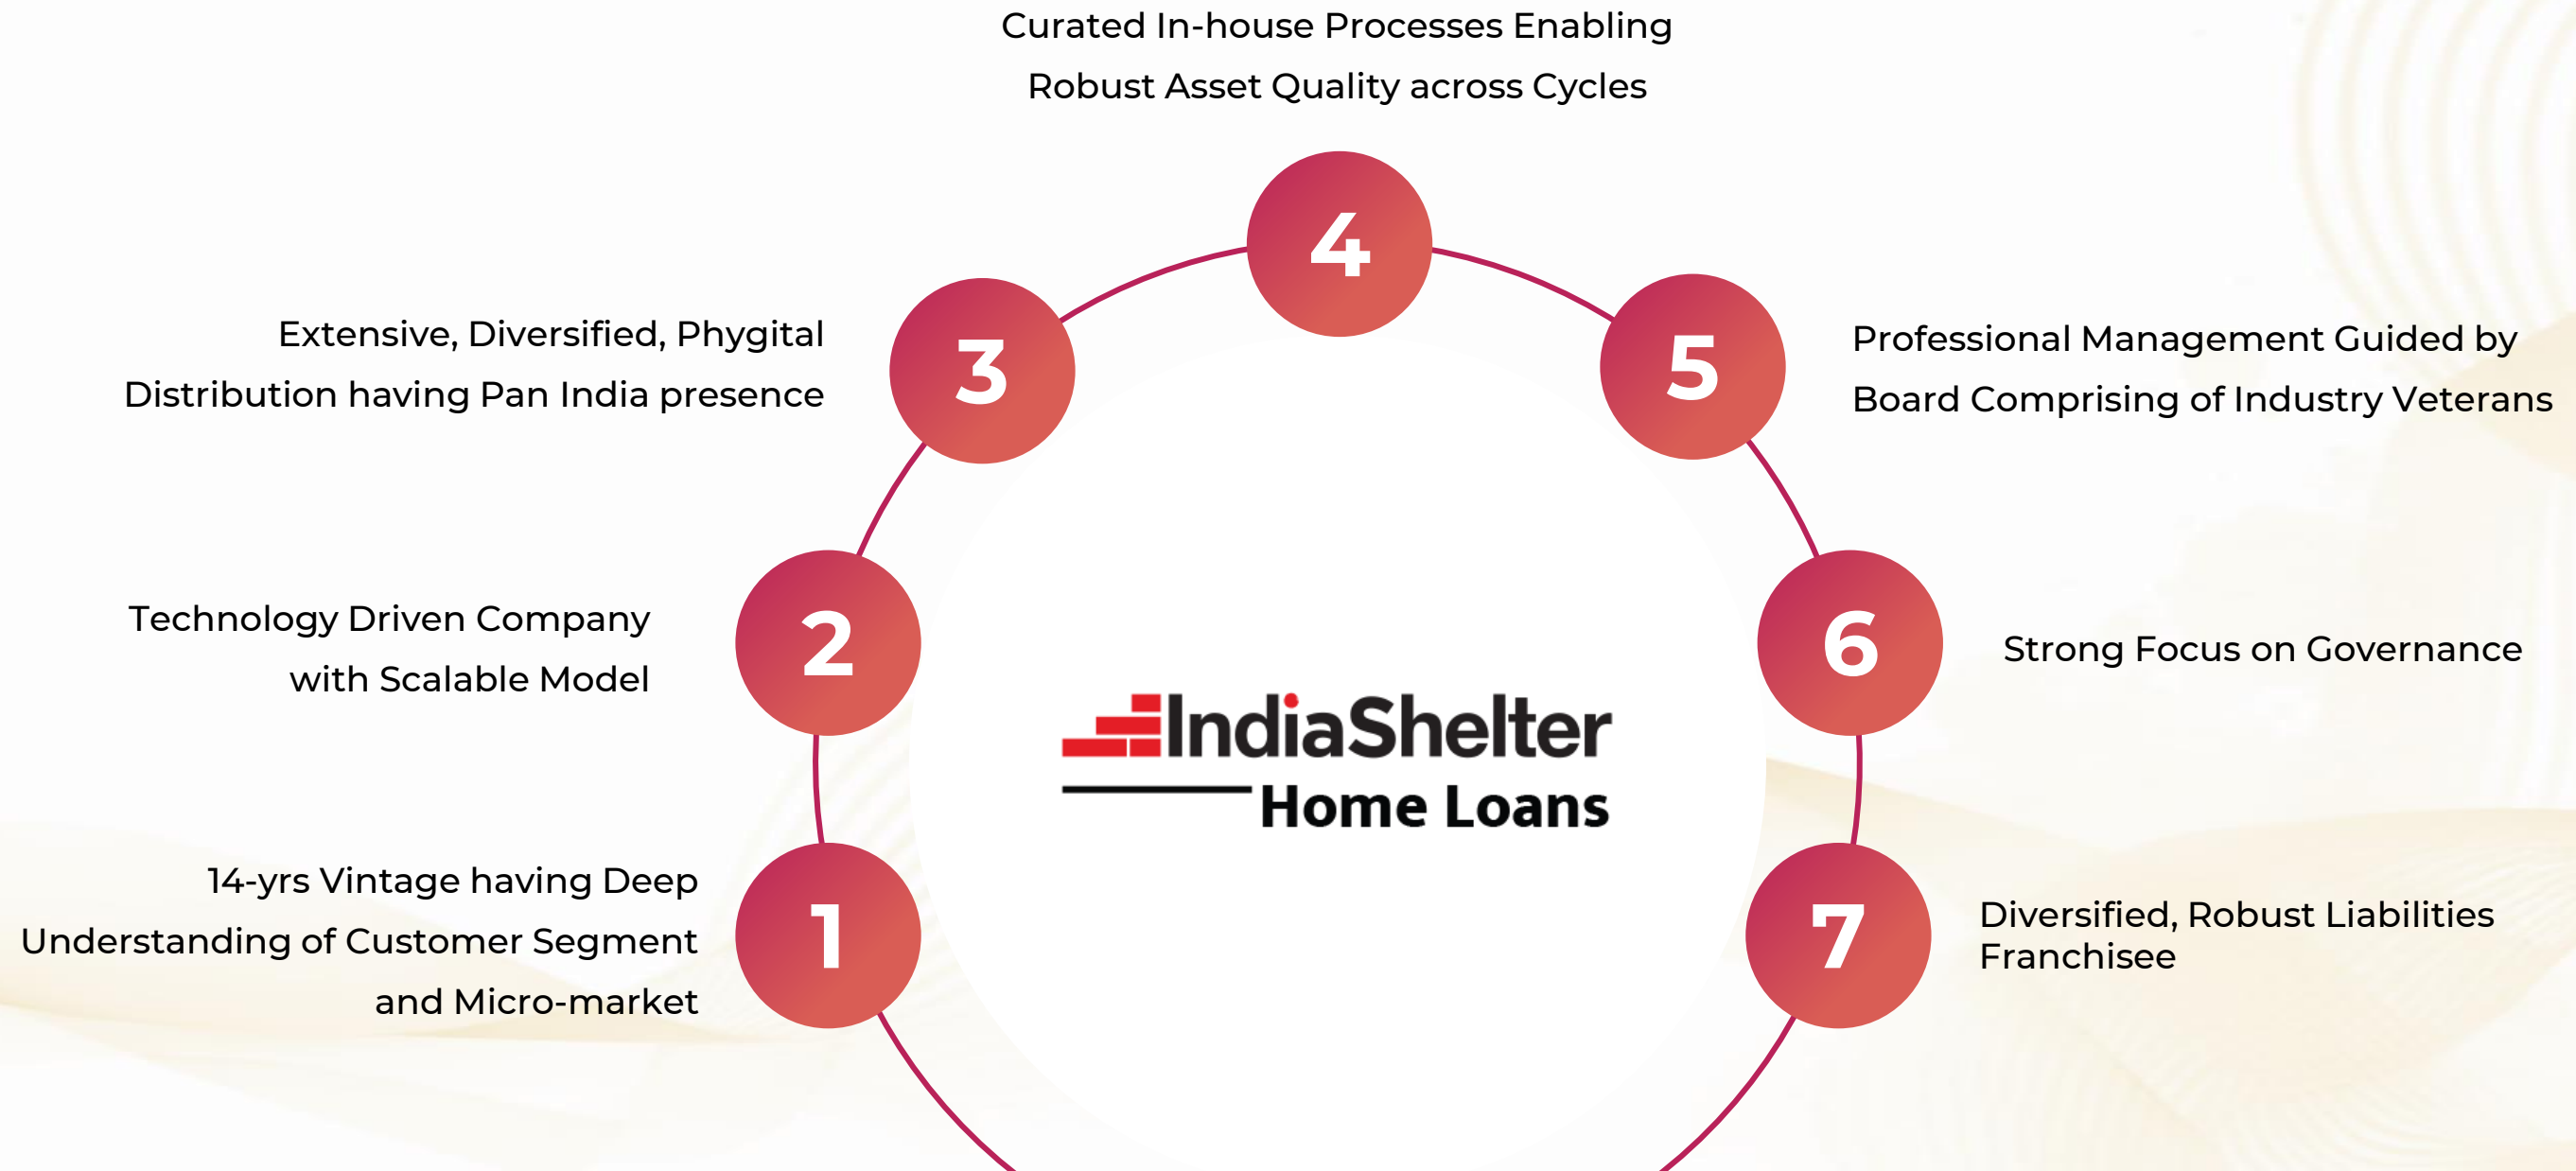 Curated In-house Processes Enabling
Robust Asset Quality across Cycles
4
3
Extensive, Diversified, Phygital
Distribution having Pan India presence
5
Professional Management Guided by
Board Comprising of Industry Veterans
2
Technology Driven Company
with Scalable Model
6
Strong Focus on Governance
IndiaShelter
Home Loans
1
14-yrs Vintage having Deep
Understanding of Customer Segment
and Micro-market
7
Diversified, Robust Liabilities
Franchisee